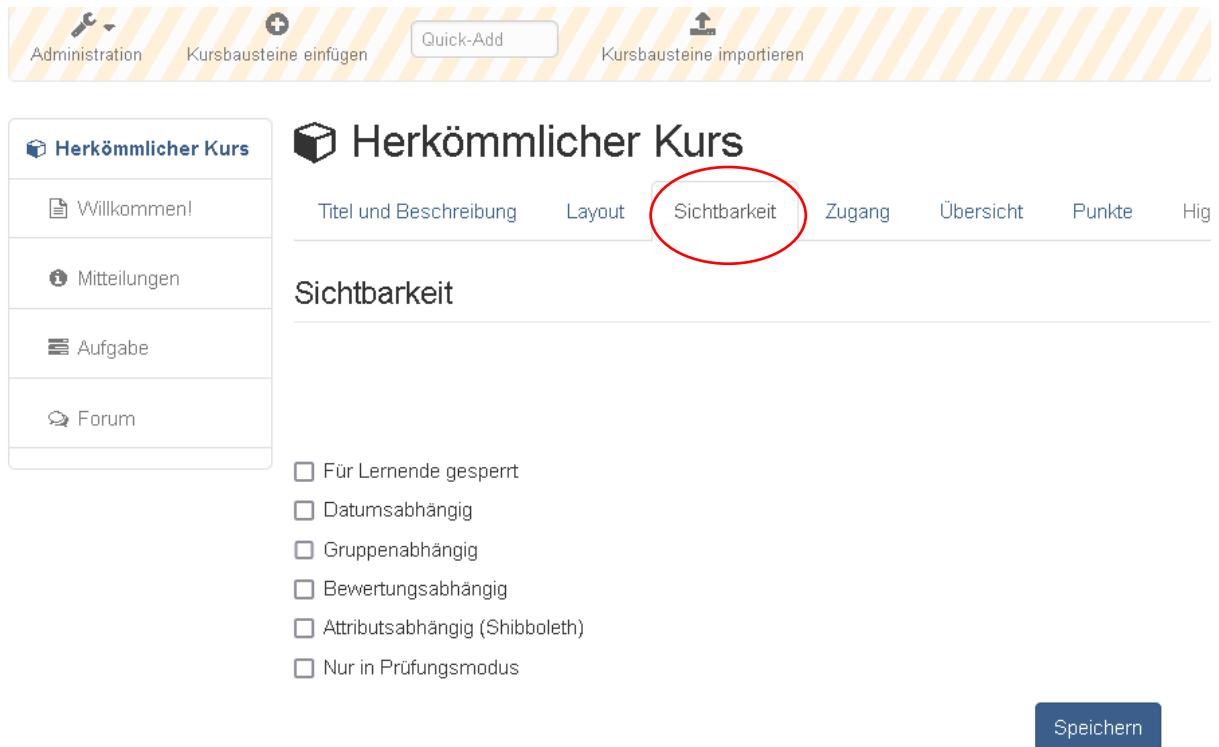 Administration
Kursbausteine einfügen
Quick-Add
Kursbausteine importieren
Herkömmlicher Kurs
Willkommen!
Mitteilungen
Aufgabe
Forum
Herkömmlicher Kurs
Titel und Beschreibung Layout Sichtbarkeit Zugang Übersicht Punkte Hig
Sichtbarkeit
Für Lernende gesperrt
Datumsabhängig
Gruppenabhängig
Bewertungsabhängig
Attributsabhängig (Shibboleth)
Nur in Prüfungsmodus
Speichern